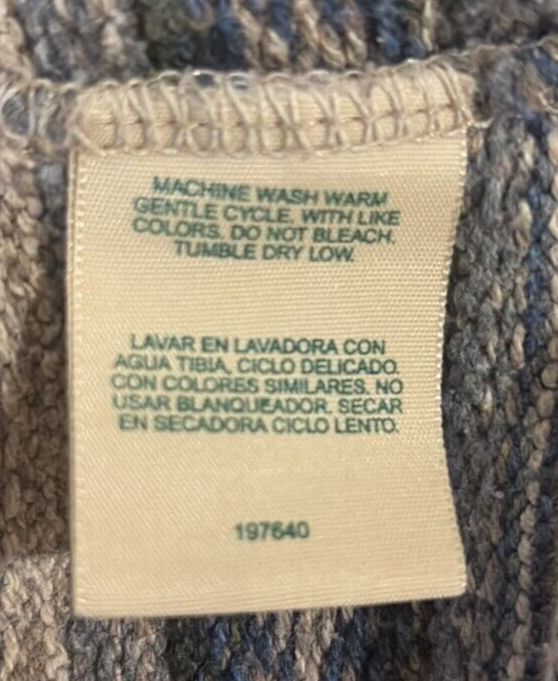 MACHINE WASH WARM
GENTLE CYCLE. WITH LIKE
COLORS. DO NOT BLEACH.
TUMBLE DRY LOW.
LAVAR EN LAVADORA CON
AGUA TIBIA, CICLO DELICADO.
CON COLORES SIMILARES. NO
USAR BLANQUEADOR. SECAR
EN SECADORA CICLO LENTO.
197640